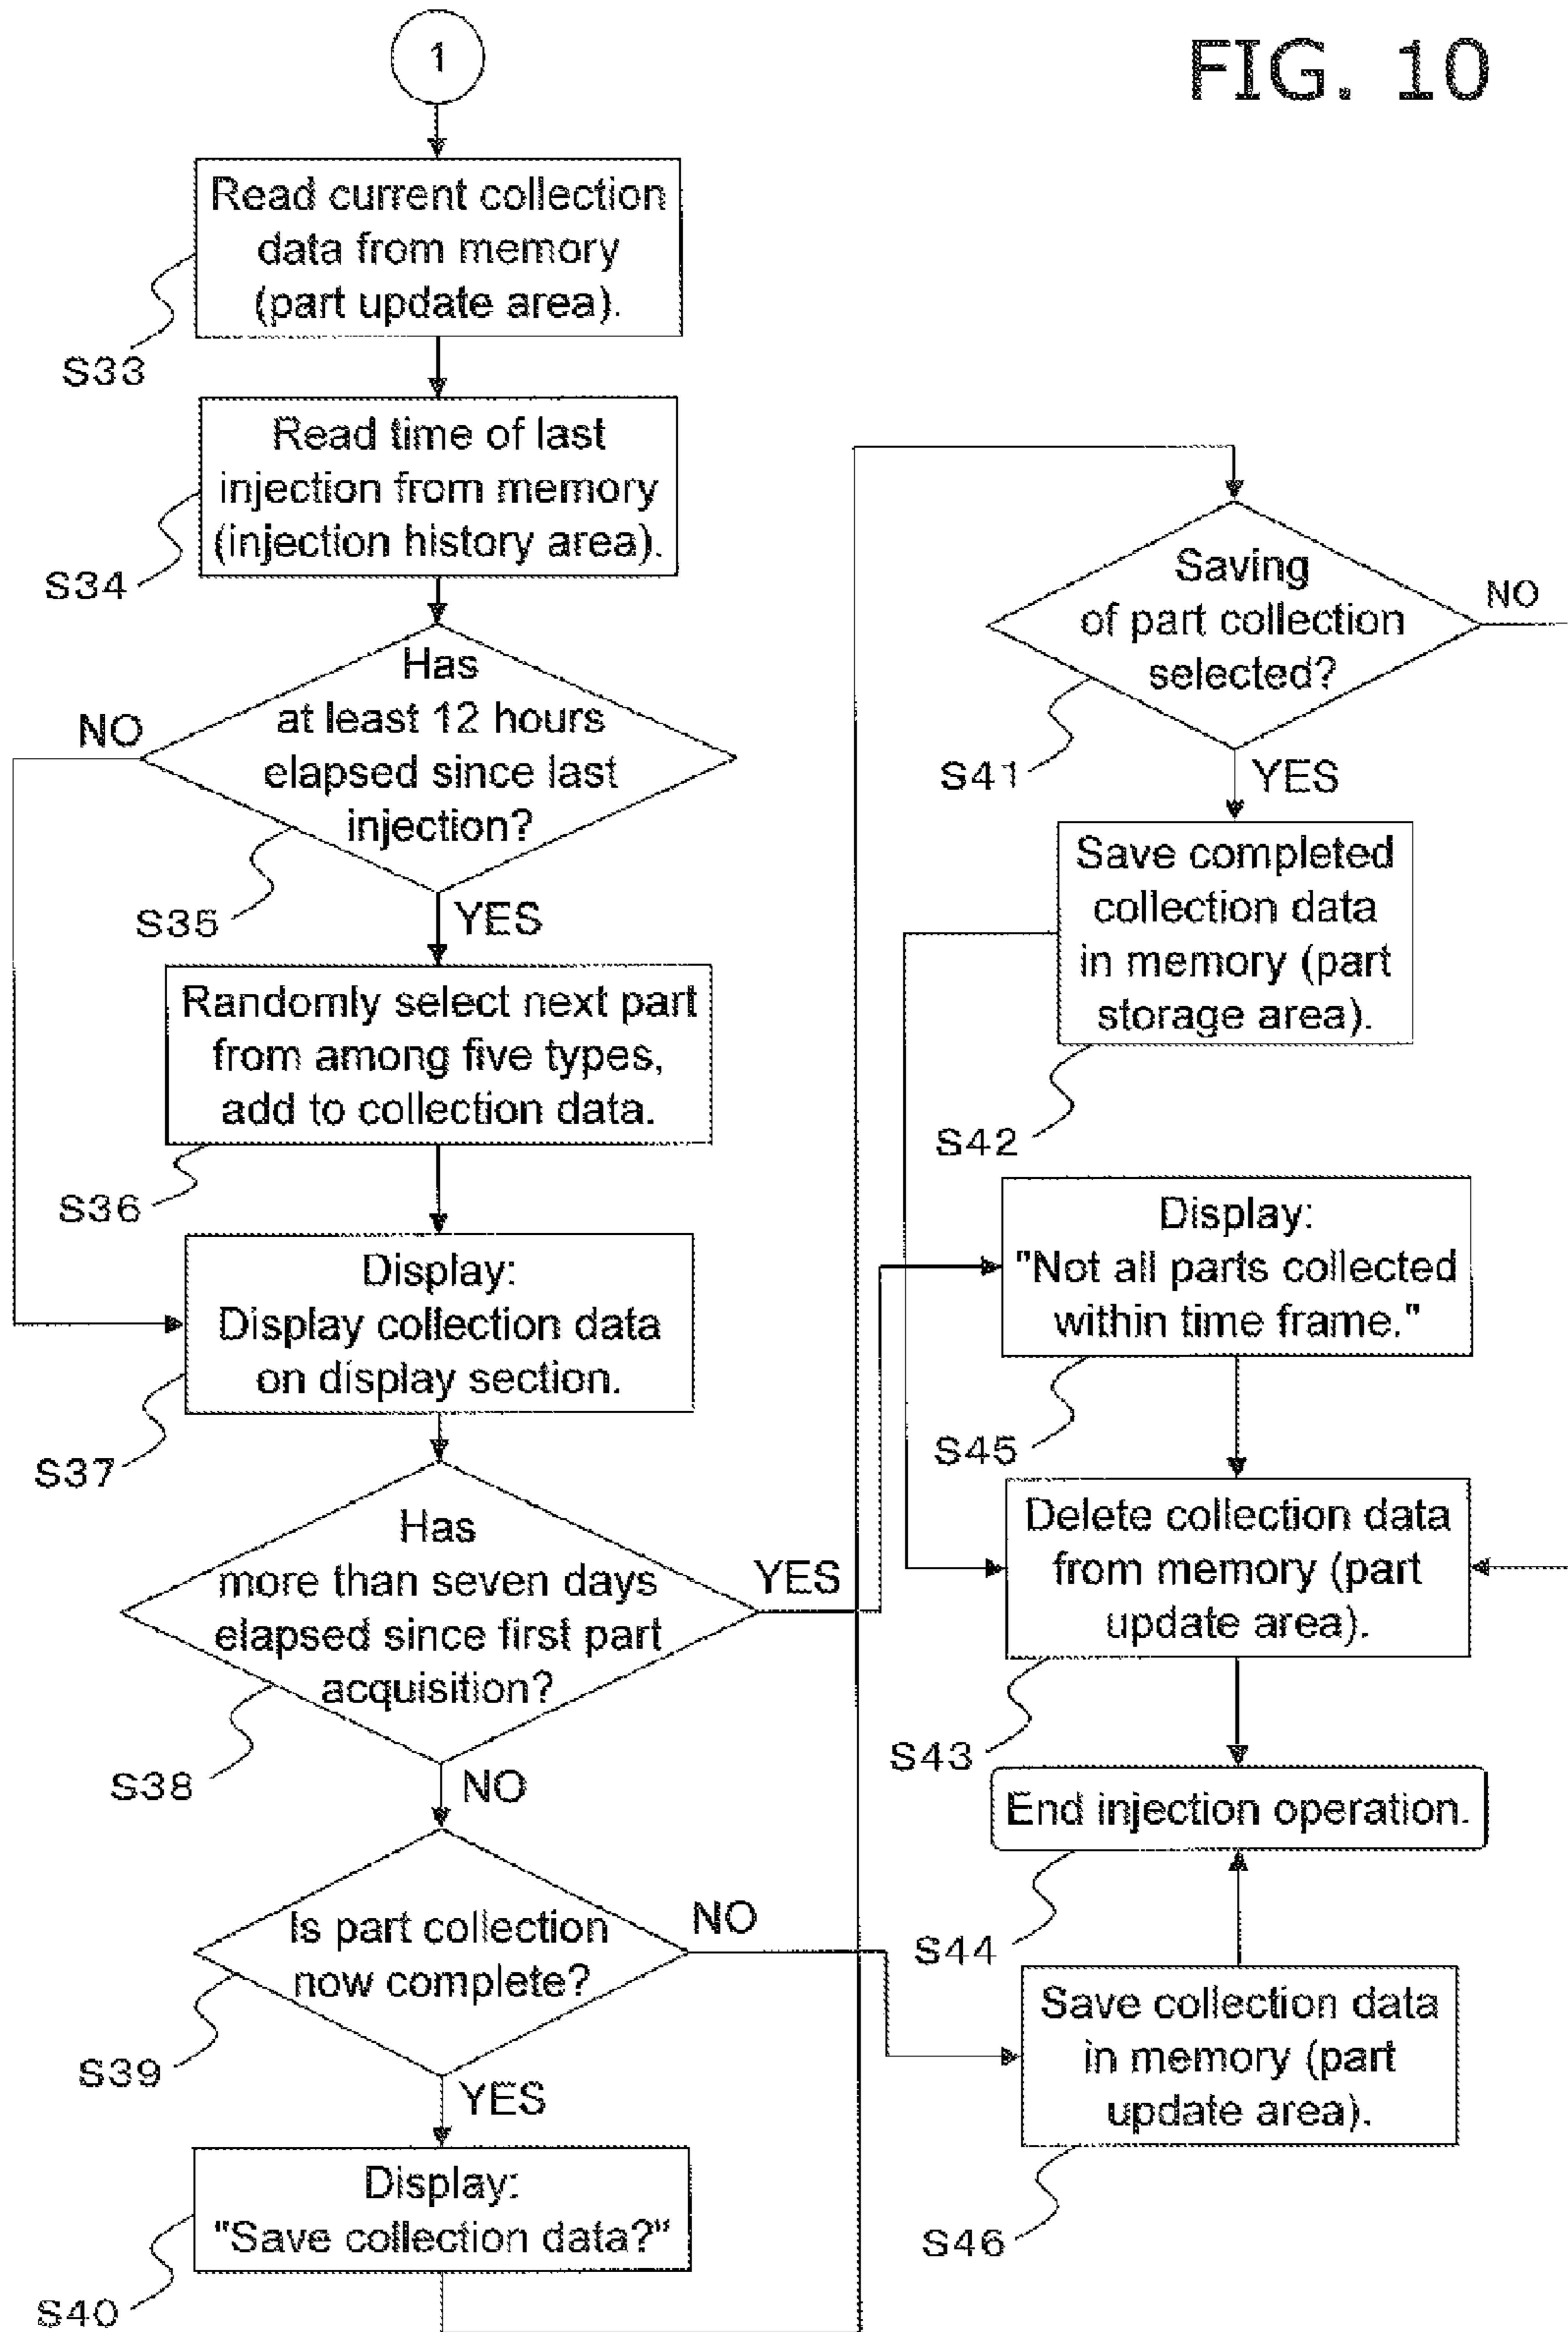 FIG. 10
1
Read current collection
data from memory
(part update area).
S33
Read time of last
injection from memory
(injection history area).
S34
Has
at least 12 hours
elapsed since last
injection?
NO
S35
YES
Randomly select next part
from among five types,
add to collection data.
S36
Display:
Display collection data
on display section.
S37
Has
more than seven days
elapsed since first part
acquisition?
YES
S38
NO
Is part collection
now complete?
NO
S39
YES
Display:
"Save collection data?"
S40
Saving
of part collection
selected?
NO
S41
YES
Save completed
collection data
in memory (part
storage area).
S42
Display:
"Not all parts collected
within time frame."
S45
Delete collection data
from memory (part
update area).
S43
End injection operation.
S44
Save collection data
in memory (part
update area).
S46